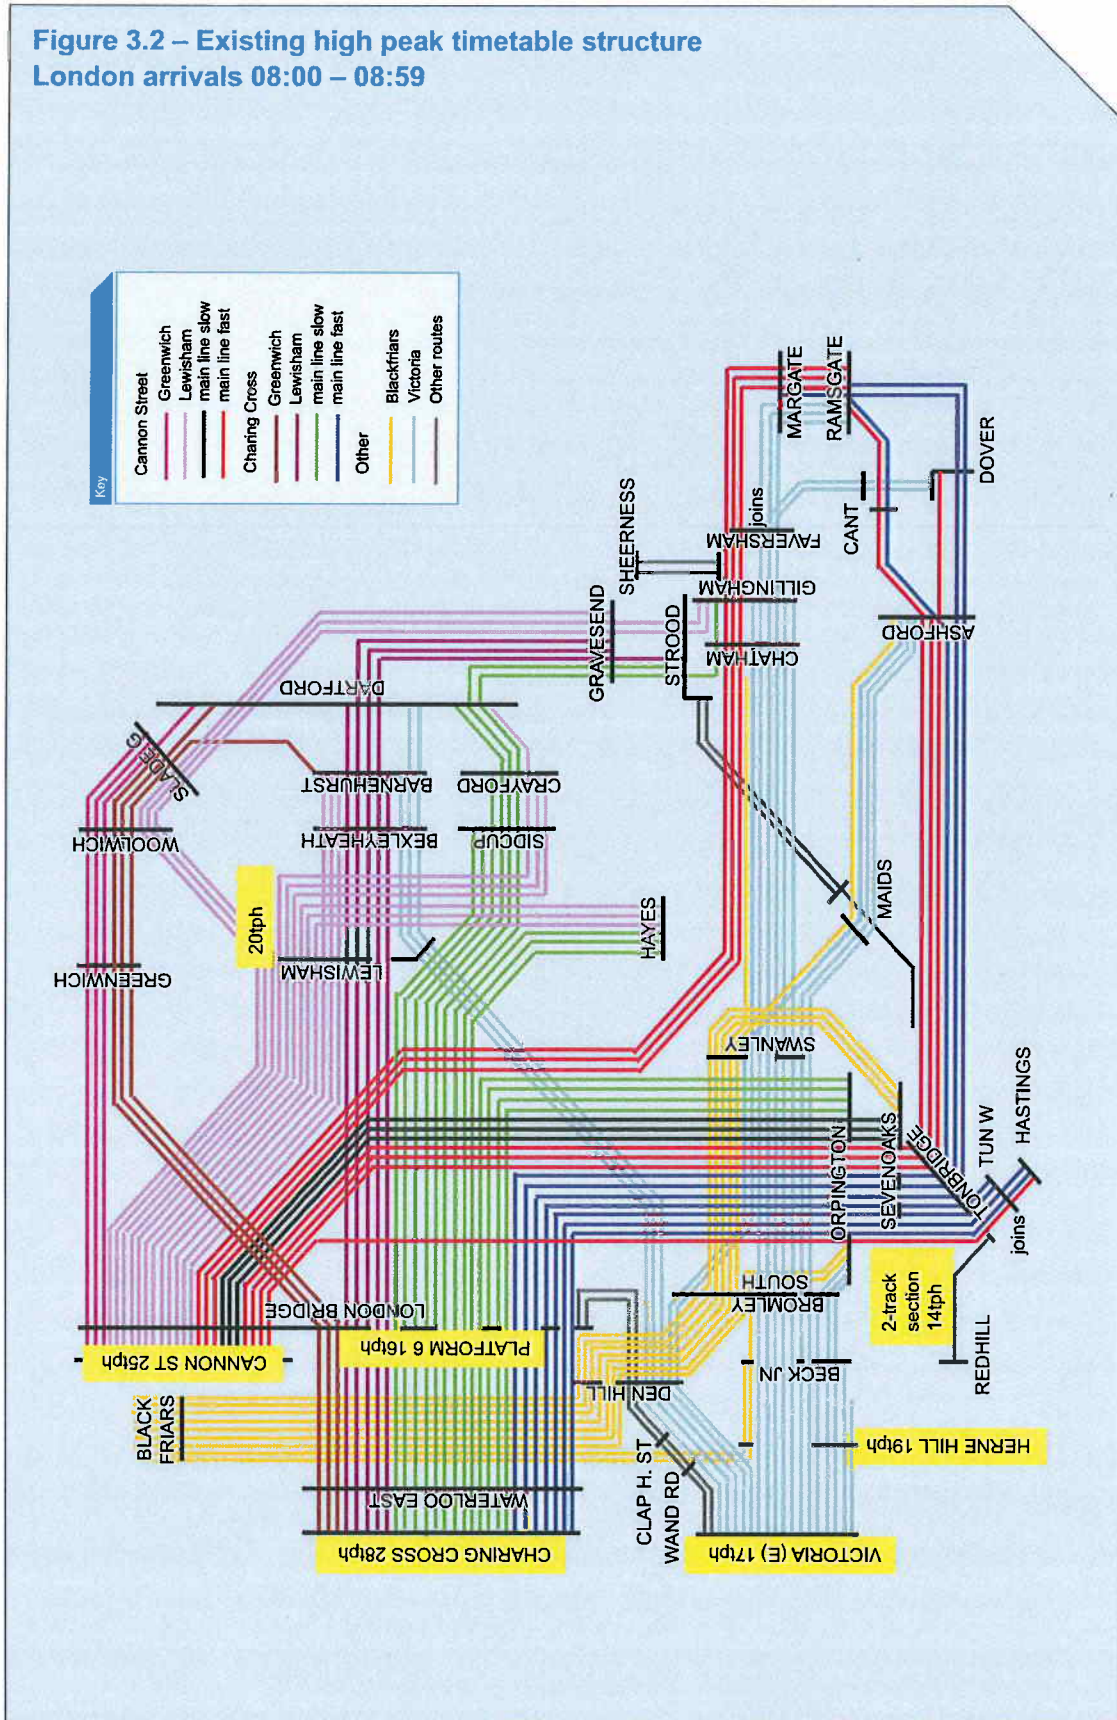 Figure 3.2 – Existing high peak timetable structure
London arrivals 08:00 – 08:59
Key
Cannon Street
Greenwich
Lewisham
main line slow
main line fast
Charing Cross
Greenwich
Lewisham
main line slow
main line fast
Other
Blackfriars
Victoria
Other routes
SLADE G
DARTFORD
WOOLWICH
BARNEHURST
BEXLEYHEATH
CRAYFORD
SIDCUP
20tph
GREENWICH
LEWISHAM
HAYES
GRAVESEND
STROOD
SHEERNESS
GILLINGHAM
CHATHAM
FAVERSHAM
joins
MARGATE
RAMSGATE
CANT
DOVER
ASHFORD
MAIDS
SWANLEY
ORPINGTON
SEVENOAKS
TONBRIDGE
TUN W
HASTINGS
joins
2-track
section
14tph
REDHILL
BROMLEY
SOUTH
BECK JN
DEN HILL
HERNE HILL 19tph
LONDON BRIDGE
PLATFORM 6 16tph
CANNON ST 25tph
BLACK
FRIARS
WATERLOO EAST
CHARING CROSS 28tph
CLAP H. ST
WAND RD
VICTORIA (E) 17tph